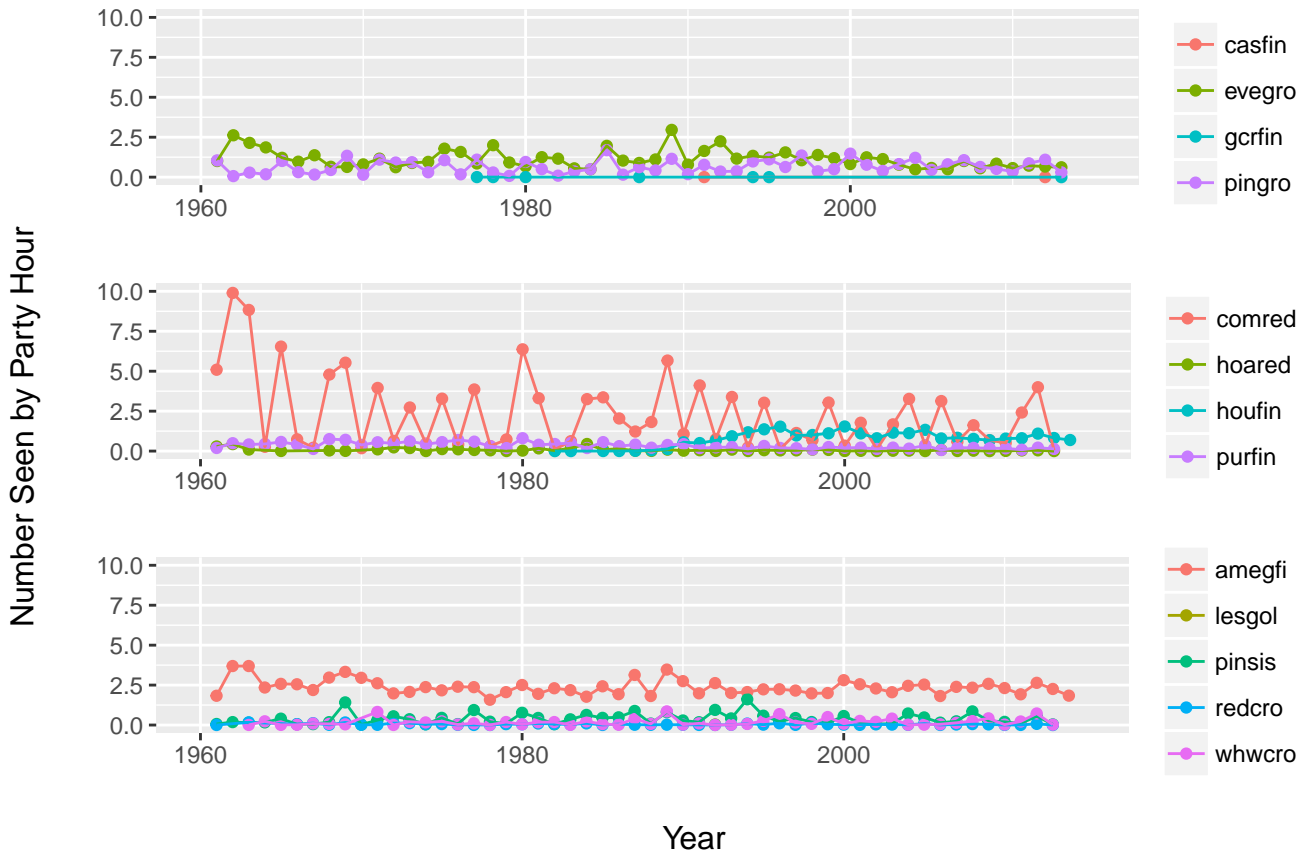 Number Seen by Party Hour
10.0
7.5
5.0
2.5
0.0
1960 1980 2000
casfin
evegro
gcrfin
pingro
10.0
7.5
5.0
2.5
0.0
1960 1980 2000
comred
hoared
houfin
purfin
10.0
7.5
5.0
2.5
0.0
1960 1980 2000
amegfi
lesgol
pinsis
redcro
whwcro
Year